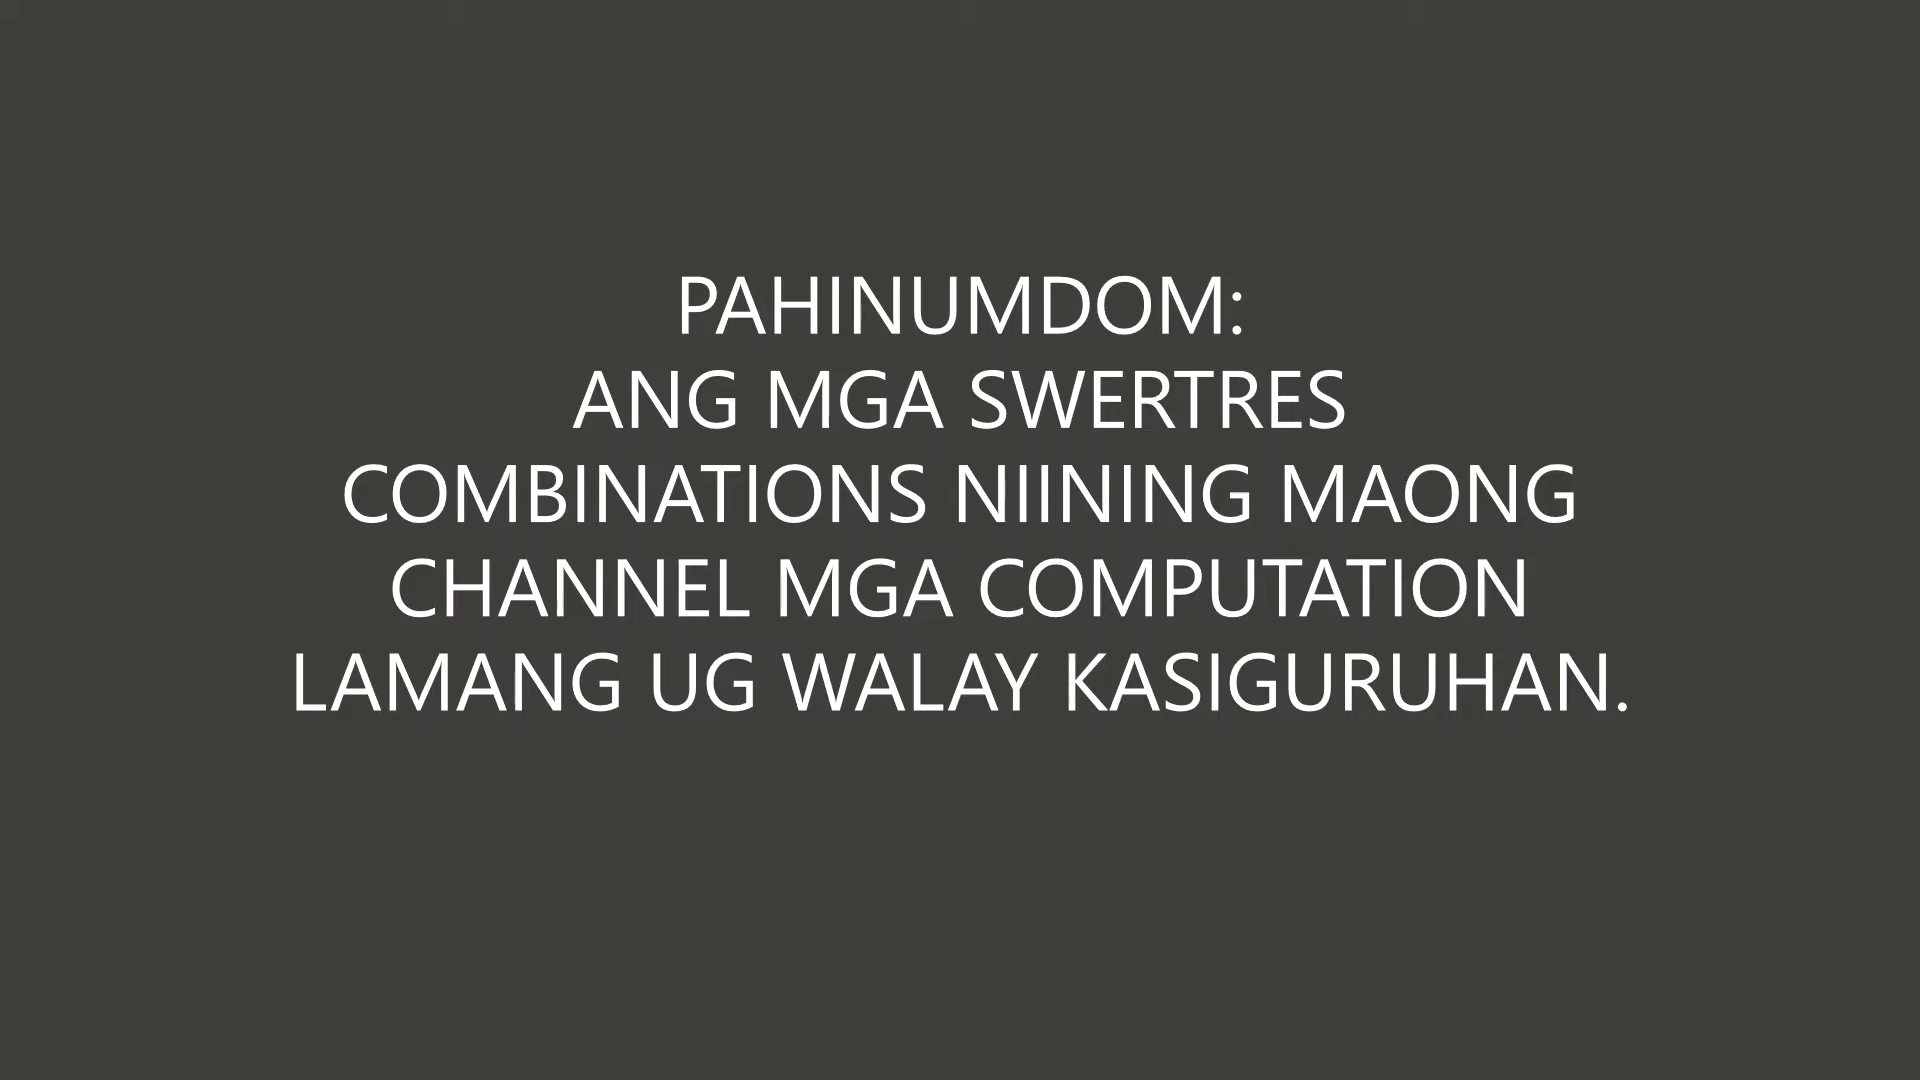 PAHINUMDOM:
ANG MGA SWERTRES
COMBINATIONS NIINING MAONG
CHANNEL MGA COMPUTATION
LAMANG UG WALAY KASIGURUHAN.